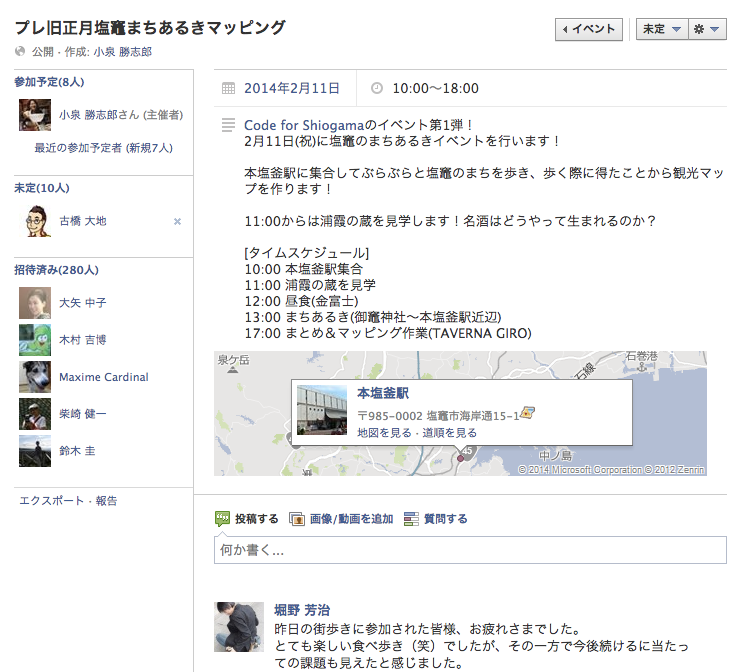 プレ旧正月塩竈まちあるきマッピング
公開 · 作成: 小泉 勝志郎
イベント
未定
参加予定(8人)
小泉 勝志郎さん (主催者)
最近の参加予定者 (新規7人)
未定(10人)
古橋 大地
招待済み(280人)
大矢 中子
木村 吉博
Maxime Cardinal
柴崎 健一
鈴木 圭
エクスポート · 報告
2014年2月11日
10:00〜18:00
Code for Shiogamaのイベント第1弾！
2月11日(祝)に塩竈のまちあるきイベントを行います！
本塩釜駅に集合してぶらぶらと塩竈のまちを歩き、歩く際に得たことから観光マッ
プを作ります！
11:00からは浦霞の蔵を見学します！名酒はどうやって生まれるのか？
[タイムスケジュール]
10:00 本塩釜駅集合
11:00 浦霞の蔵を見学
12:00 昼食(金富士)
13:00 まちあるき(御竈神社〜本塩釜駅近辺)
17:00 まとめ＆マッピング作業(TAVERNA GIRO)
泉ケ岳
石巻港
石線
本塩釜駅
〒985-0002 塩竈市海岸通15-1
地図を見る · 道順を見る
45
中ノ島
© 2014 Microsoft Corporation © 2012 Zenrin
投稿する
画像/動画を追加
質問する
何か書く...
堀野 芳治
昨日の街歩きに参加された皆様、お疲れさまでした。
とても楽しい食べ歩き（笑）でしたが、その一方で今後続けるに当たっ
ての課題も見えたと感じました。